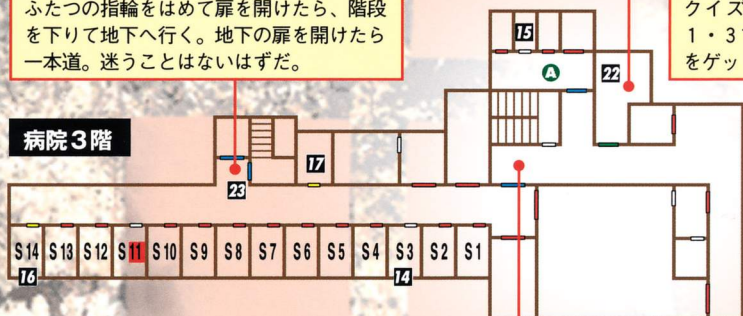 ふたつの指輪をはめて扉を開けたら、階段
を下りて地下へ行く。地下の扉を開けたら
一本道。迷うことはないはずだ。
クイズ
1・3
をゲッ
病院3階
15
A
22
17
23
S14 S13 S12 S11 S10 S9 S8 S7 S6 S5 S4 S3 S2 S1
16
14